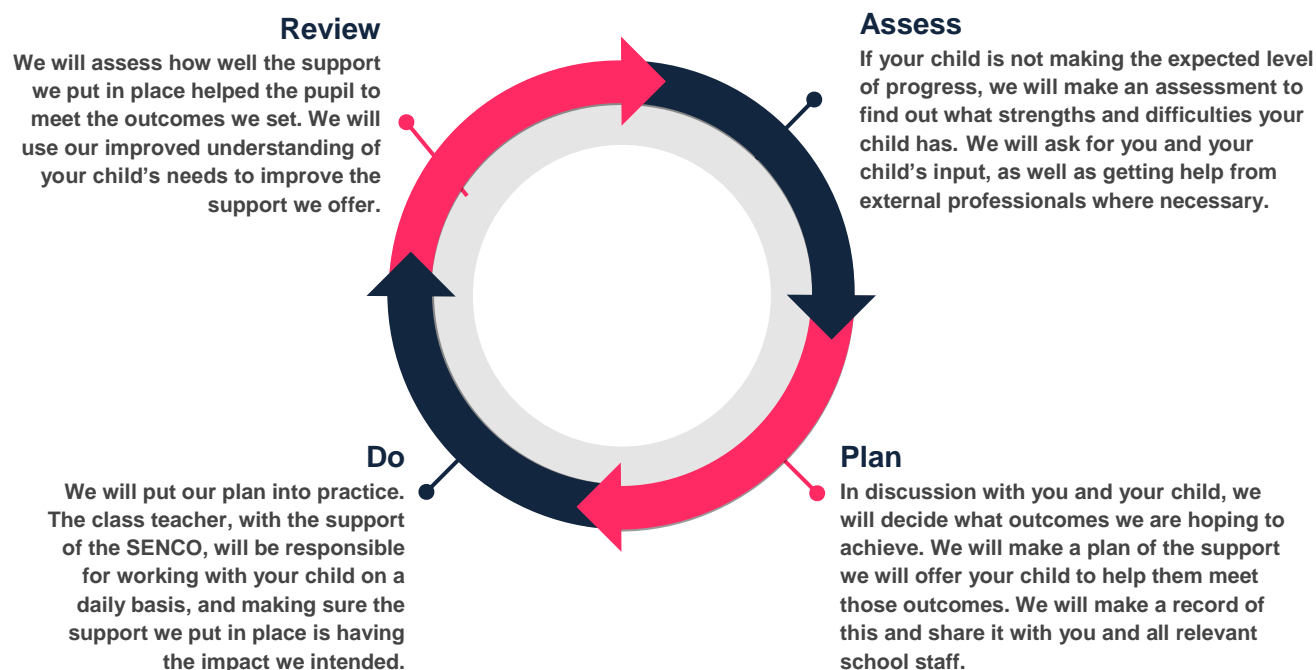 Review
We will assess how well the support
we put in place helped the pupil to
meet the outcomes we set. We will
use our improved understanding of
your child’s needs to improve the
support we offer.
Assess
If your child is not making the expected level
of progress, we will make an assessment to
find out what strengths and difficulties your
child has. We will ask for you and your
child’s input, as well as getting help from
external professionals where necessary.
Do
We will put our plan into practice.
The class teacher, with the support
of the SENCO, will be responsible
for working with your child on a
daily basis, and making sure the
support we put in place is having
the impact we intended.
Plan
In discussion with you and your child, we
will decide what outcomes we are hoping to
achieve. We will make a plan of the support
we will offer your child to help them meet
those outcomes. We will make a record of
this and share it with you and all relevant
school staff.